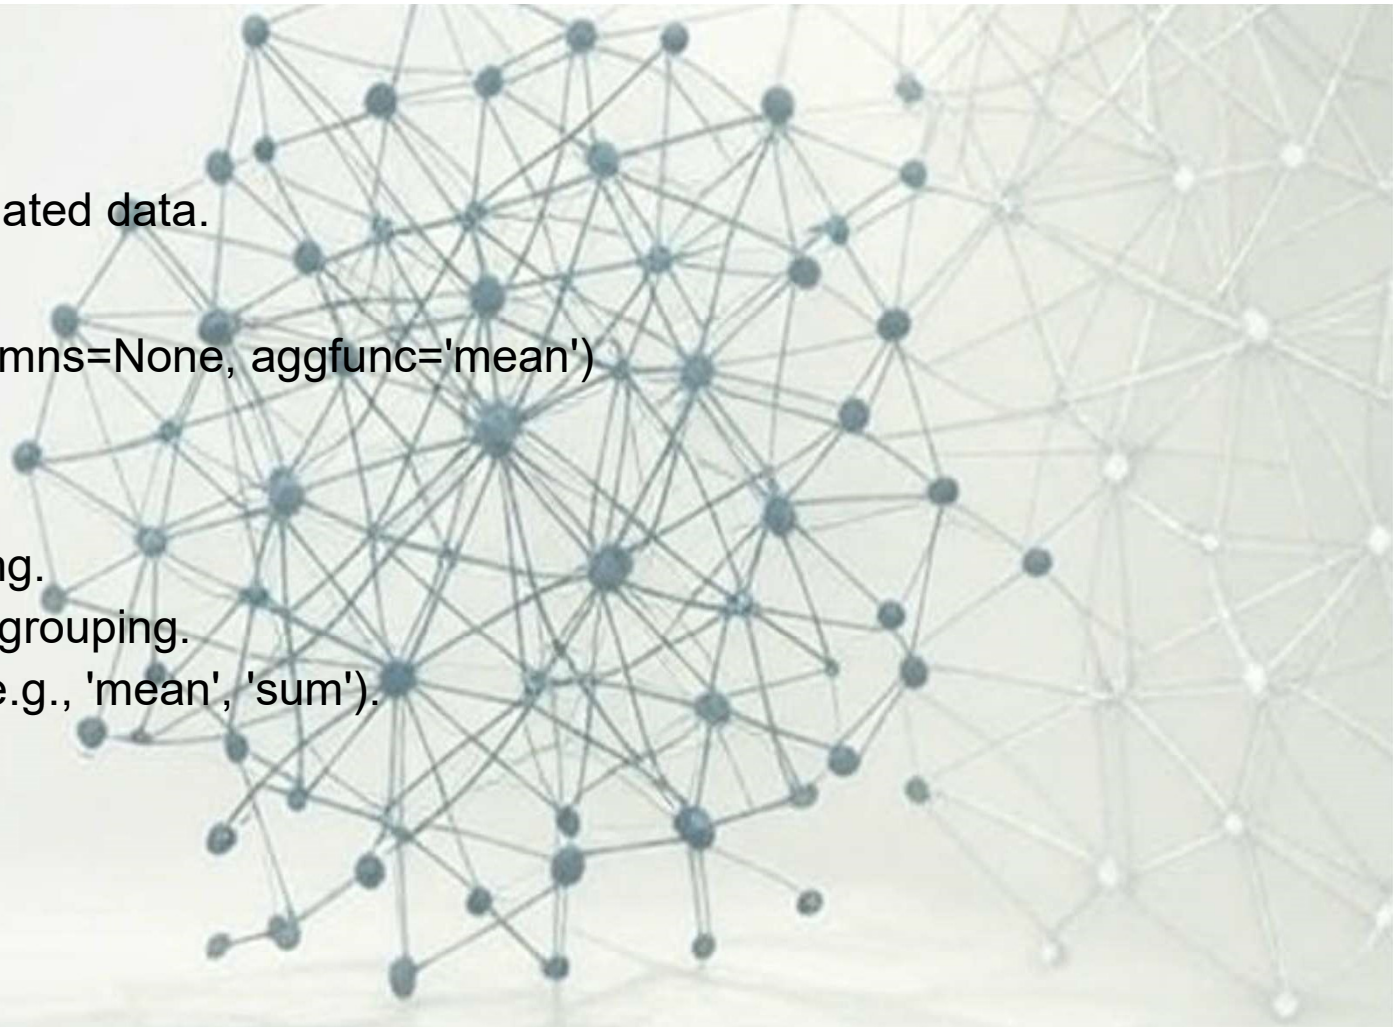 ated data.
mns=None, aggfunc='mean')
ng.
grouping.
e.g., 'mean', 'sum').